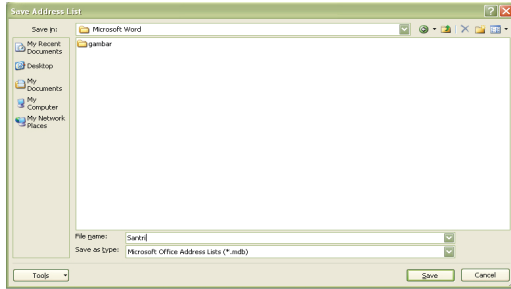 Save Address List
Save in:
Microsoft Word
My Recent Documents
gambar
Desktop
My Documents
My Computer
My Network Places
File name:
Santri
Save as type:
Microsoft Office Address Lists (*.mdb)
Tools
Save
Cancel